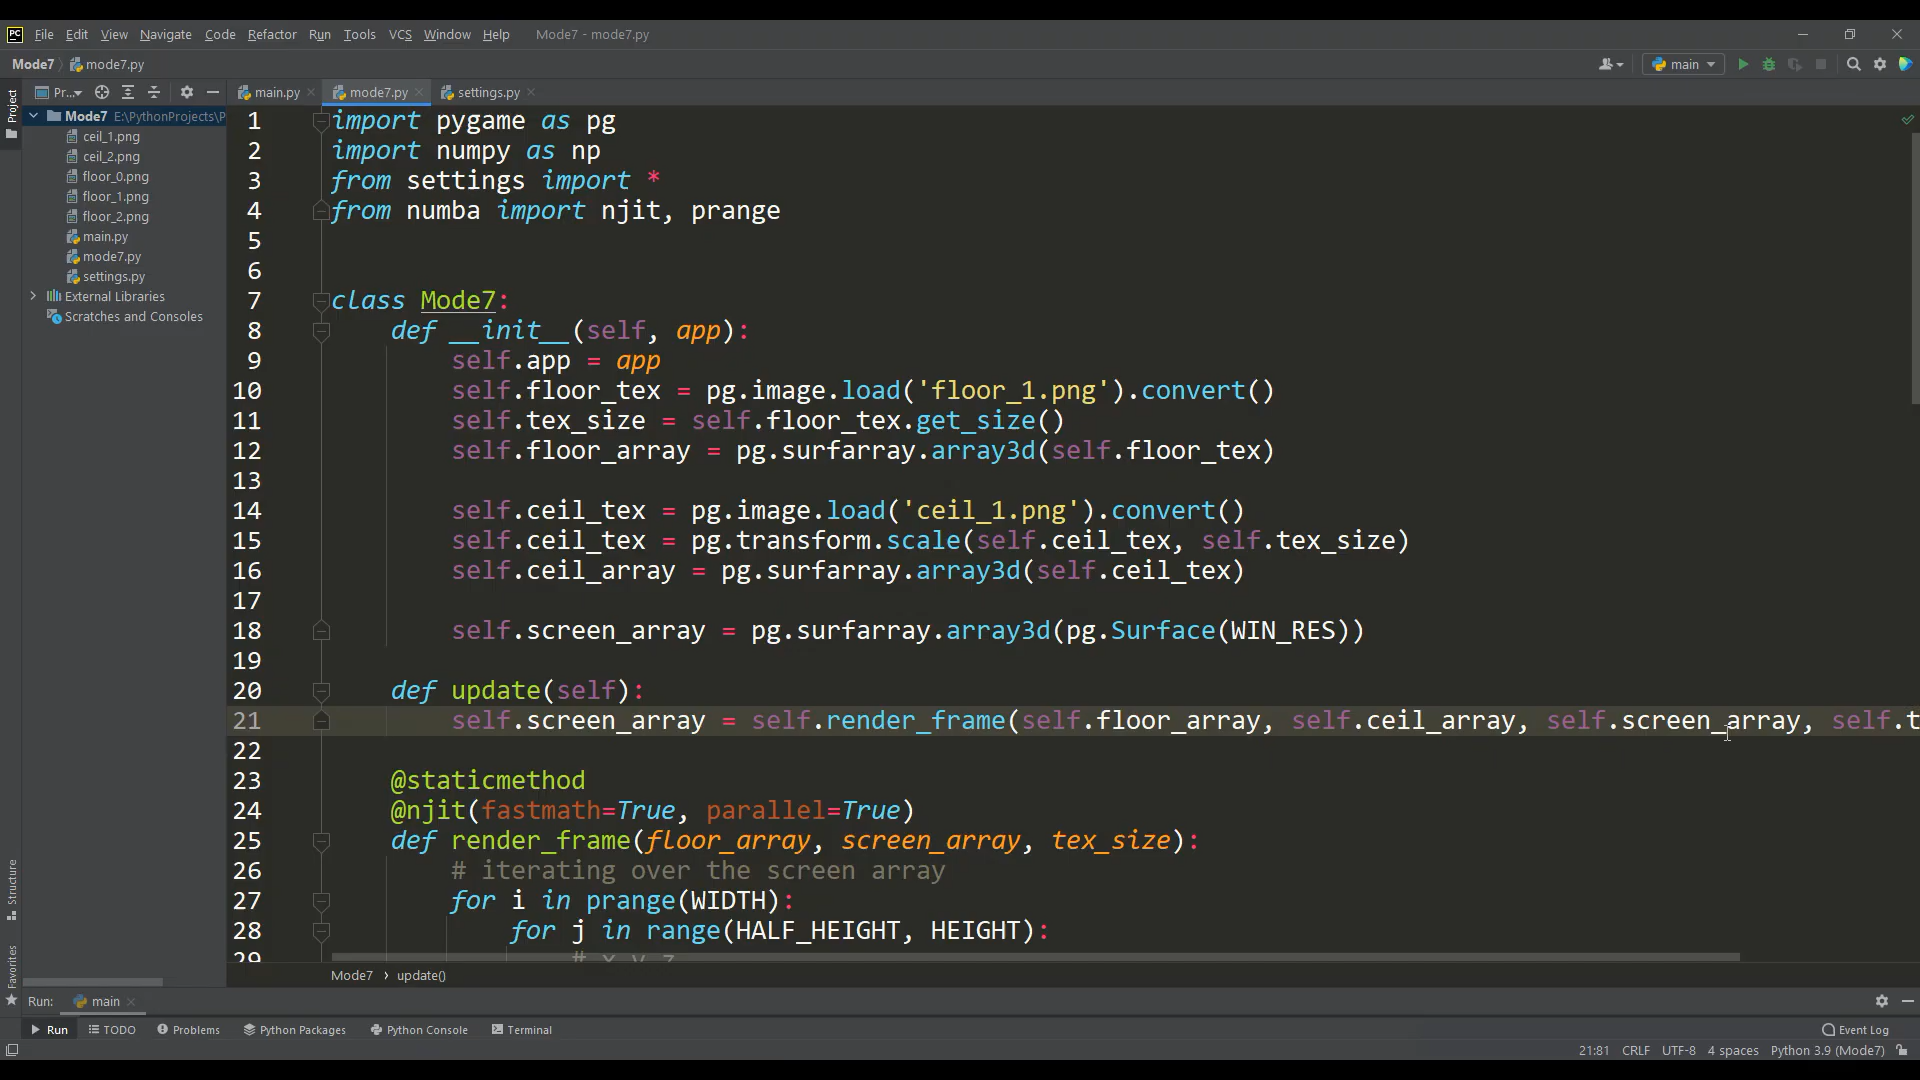 PC File Edit View Navigate Code Refactor Run Tools VCS Window Help Mode7 - mode7.py
Mode7 mode7.py main
Project Pr... main.py mode7.py settings.py
Mode7 E:\PythonProjects\P
ceil_1.png
ceil_2.png
floor_0.png
floor_1.png
floor_2.png
main.py
mode7.py
settings.py
External Libraries
Scratches and Consoles
1 import pygame as pg
2 import numpy as np
3 from settings import *
4 from numba import njit, prange
5
6
7 class Mode7:
8 def __init__(self, app):
9 self.app = app
10 self.floor_tex = pg.image.load('floor_1.png').convert()
11 self.tex_size = self.floor_tex.get_size()
12 self.floor_array = pg.surfarray.array3d(self.floor_tex)
13
14 self.ceil_tex = pg.image.load('ceil_1.png').convert()
15 self.ceil_tex = pg.transform.scale(self.ceil_tex, self.tex_size)
16 self.ceil_array = pg.surfarray.array3d(self.ceil_tex)
17
18 self.screen_array = pg.surfarray.array3d(pg.Surface(WIN_RES))
19
20 def update(self):
21 self.screen_array = self.render_frame(self.floor_array, self.ceil_array, self.screen_array, self.t
22
23 @staticmethod
24 @njit(fastmath=True, parallel=True)
25 def render_frame(floor_array, screen_array, tex_size):
26 # iterating over the screen array
27 for i in prange(WIDTH):
28 for j in range(HALF_HEIGHT, HEIGHT):
29 # x y z
Structure
Favorites
Mode7 › update()
Run: main
Run TODO Problems Python Packages Python Console Terminal Event Log
21:81 CRLF UTF-8 4 spaces Python 3.9 (Mode7)